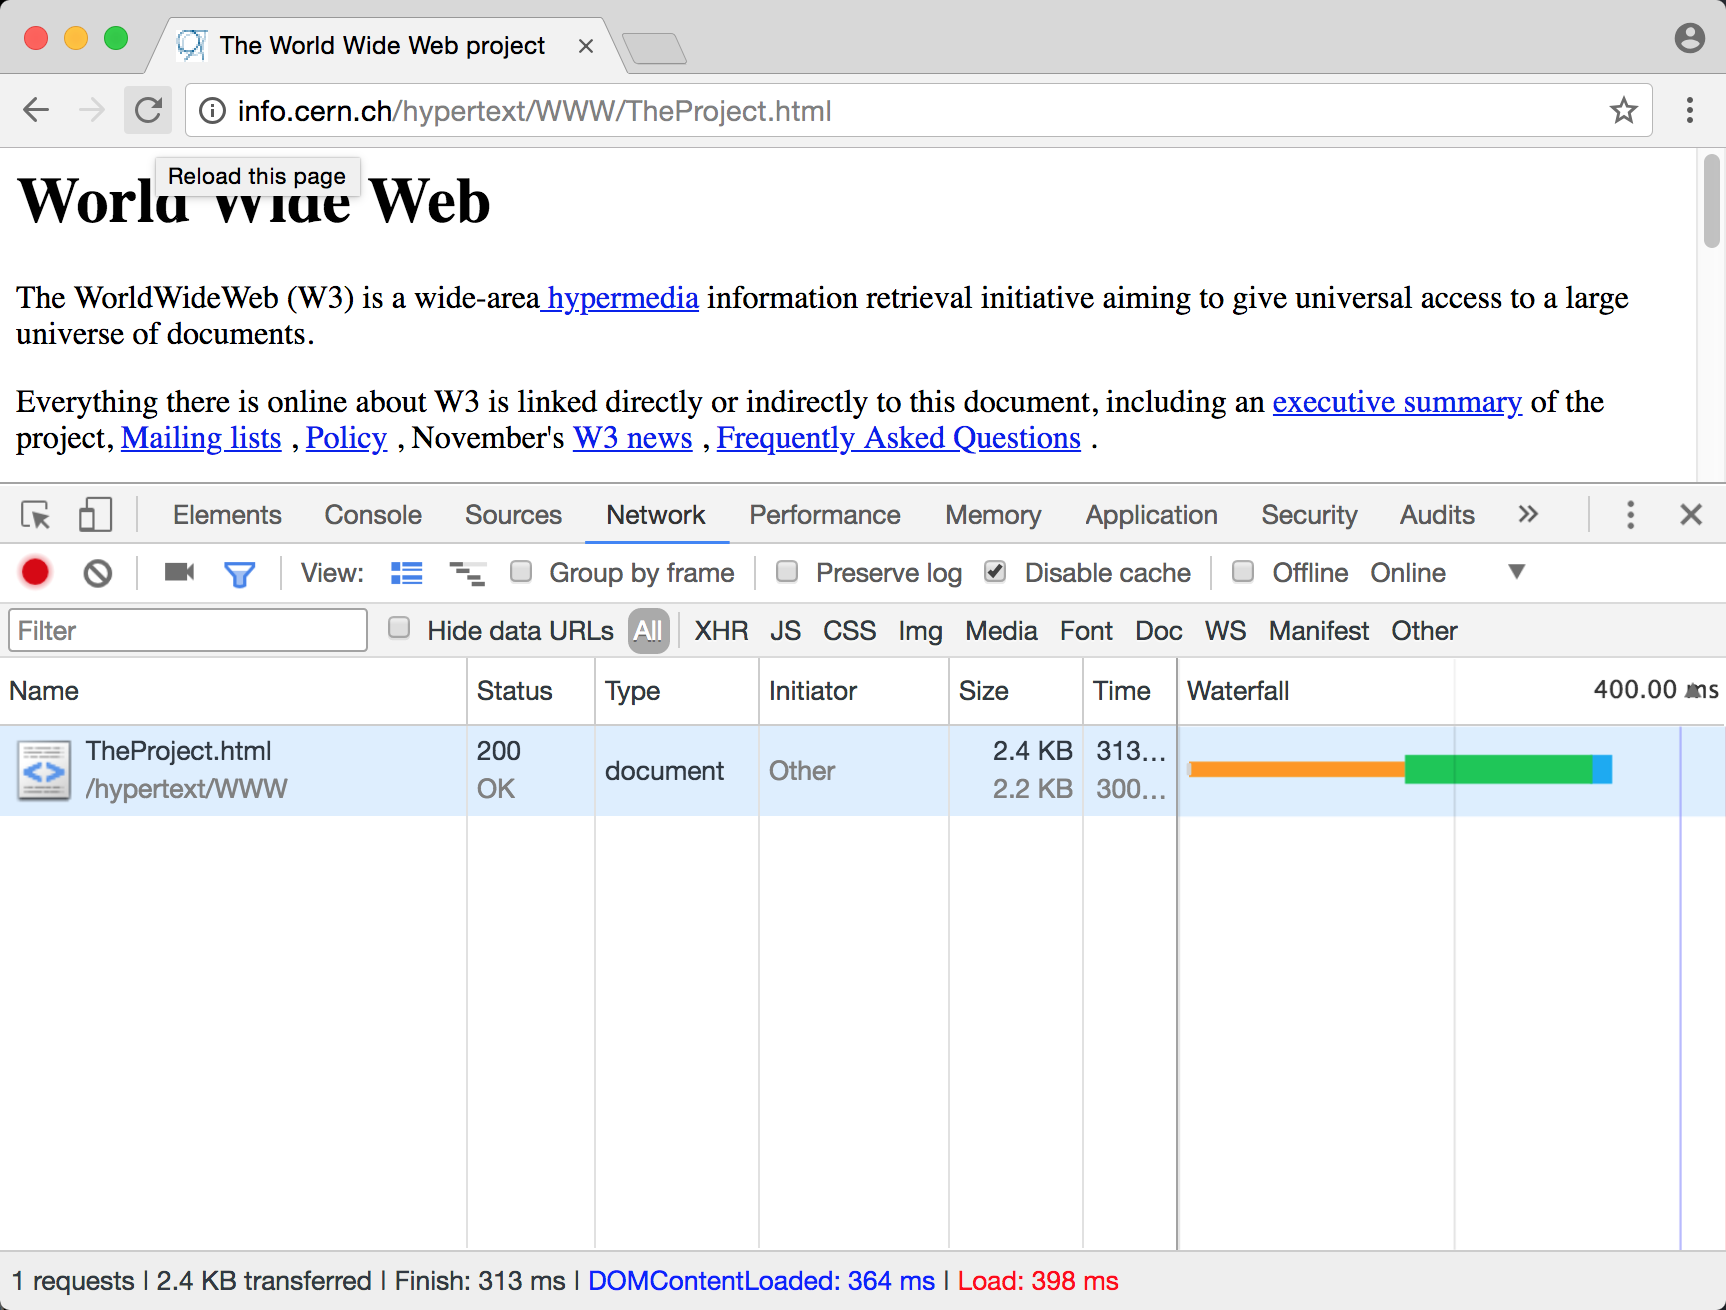 The World Wide Web project
info.cern.ch/hypertext/WWW/TheProject.html
Reload this page
World Wide Web
The WorldWideWeb (W3) is a wide-area hypermedia information retrieval initiative aiming to give universal access to a large
universe of documents.
Everything there is online about W3 is linked directly or indirectly to this document, including an executive summary of the
project, Mailing lists , Policy , November's W3 news , Frequently Asked Questions .
Elements Console Sources Network Performance Memory Application Security Audits »
View: Group by frame Preserve log Disable cache Offline Online
Filter Hide data URLs All XHR JS CSS Img Media Font Doc WS Manifest Other
Name Status Type Initiator Size Time Waterfall 400.00 ms
TheProject.html 200 document Other 2.4 KB 313...
/hypertext/WWW OK 2.2 KB 300...
1 requests | 2.4 KB transferred | Finish: 313 ms | DOMContentLoaded: 364 ms | Load: 398 ms